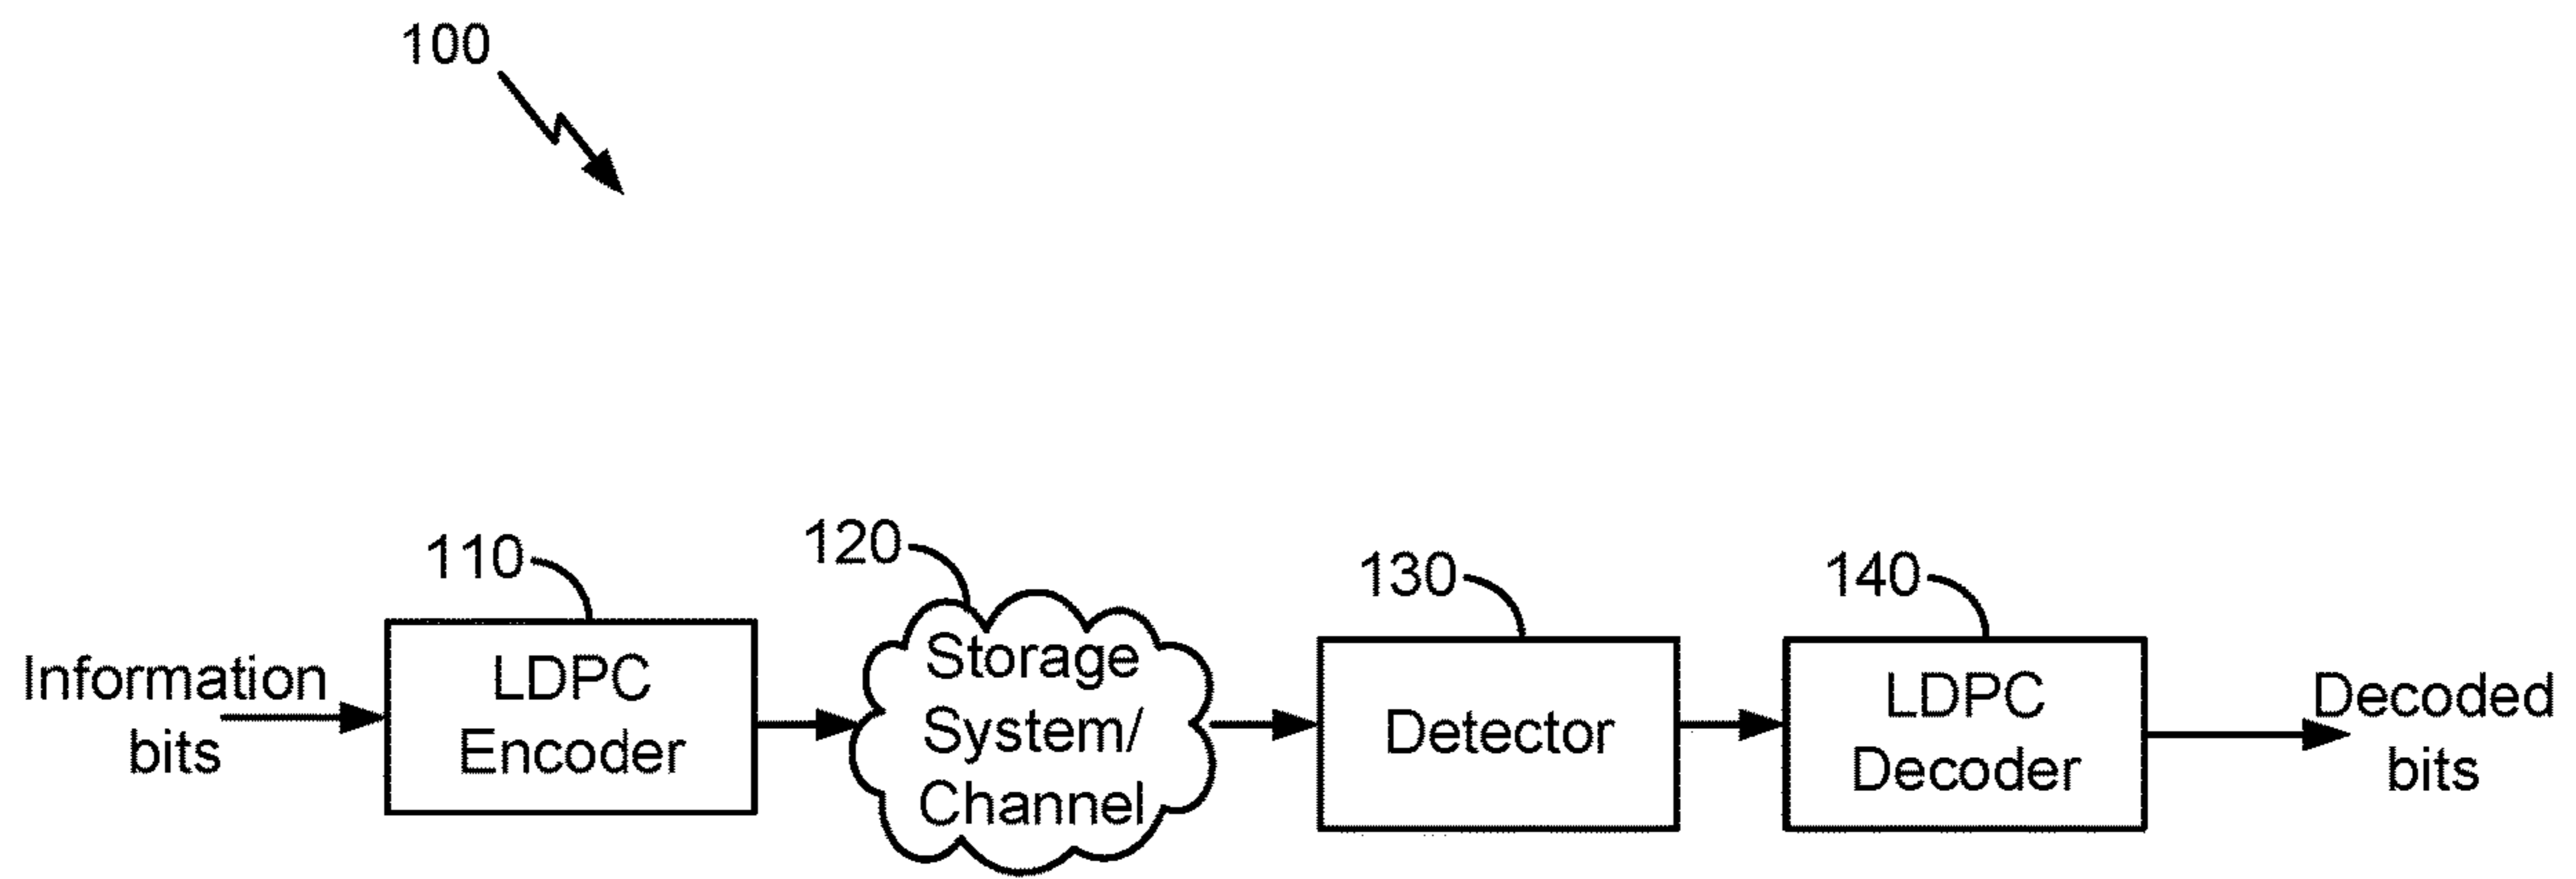 100
110
120
130
140
Information
bits
LDPC
Encoder
Storage
System/
Channel
Detector
LDPC
Decoder
Decoded
bits